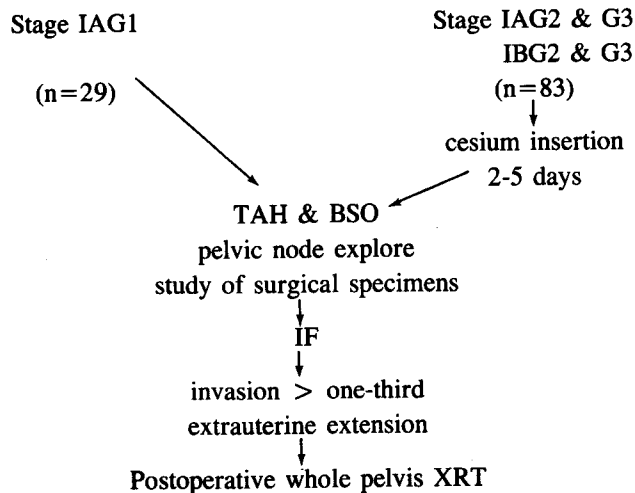 Stage IAG1
(n=29)
Stage IAG2 & G3
IBG2 & G3
(n=83)
cesium insertion
2-5 days
TAH & BSO
pelvic node explore
study of surgical specimens
IF
invasion > one-third
extrauterine extension
Postoperative whole pelvis XRT